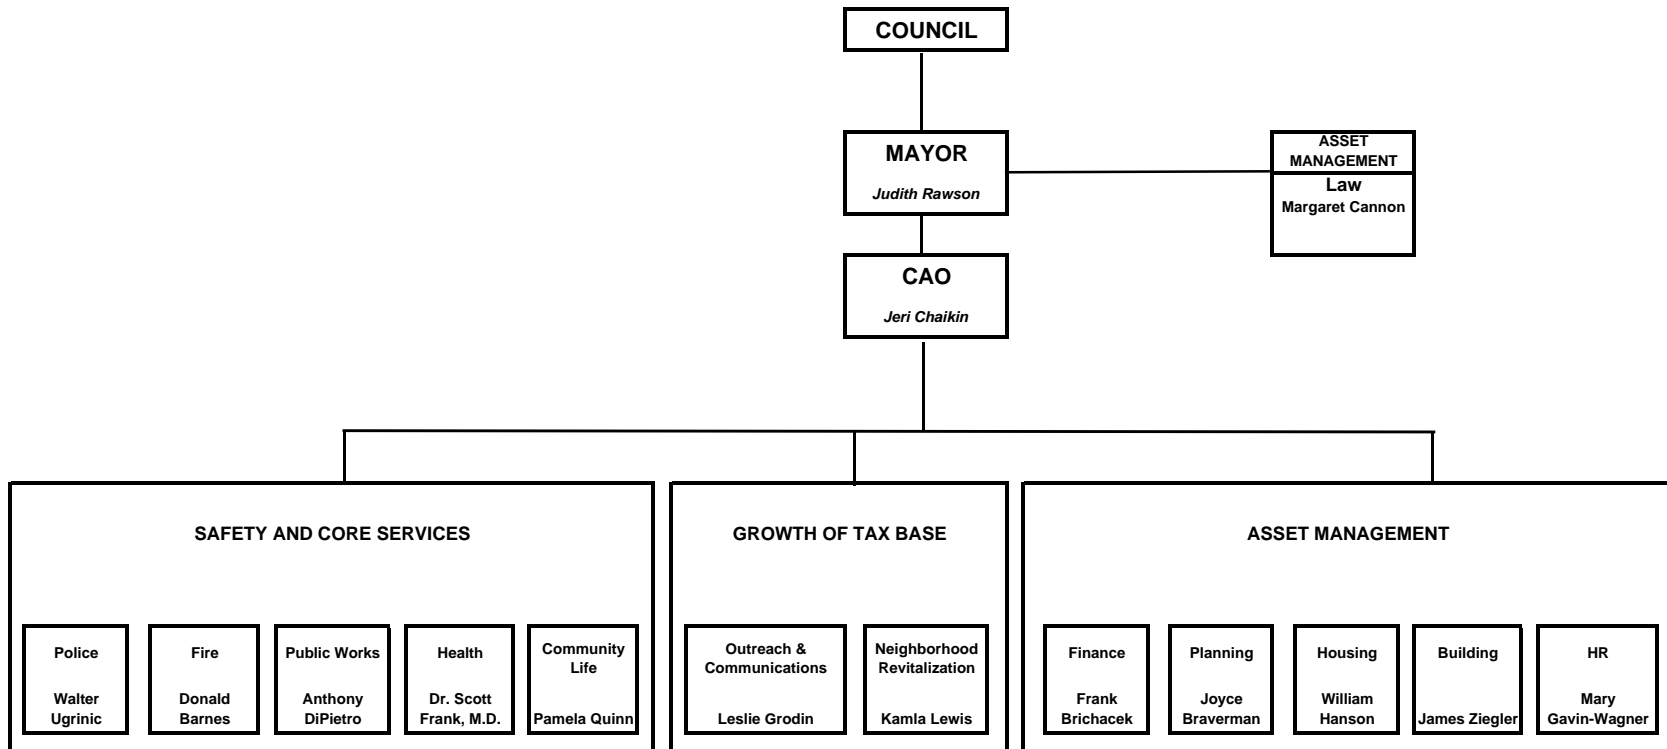 COUNCIL
MAYOR
Judith Rawson
ASSET
MANAGEMENT
Law
Margaret Cannon
CAO
Jeri Chaikin
SAFETY AND CORE SERVICES
Police
Walter
Ugrinic
Fire
Donald
Barnes
Public Works
Anthony
DiPietro
Health
Dr. Scott
Frank, M.D.
Community
Life
Pamela Quinn
GROWTH OF TAX BASE
Outreach &
Communications
Leslie Grodin
Neighborhood
Revitalization
Kamla Lewis
ASSET MANAGEMENT
Finance
Frank
Brichacek
Planning
Joyce
Braverman
Housing
William
Hanson
Building
James Ziegler
HR
Mary
Gavin-Wagner